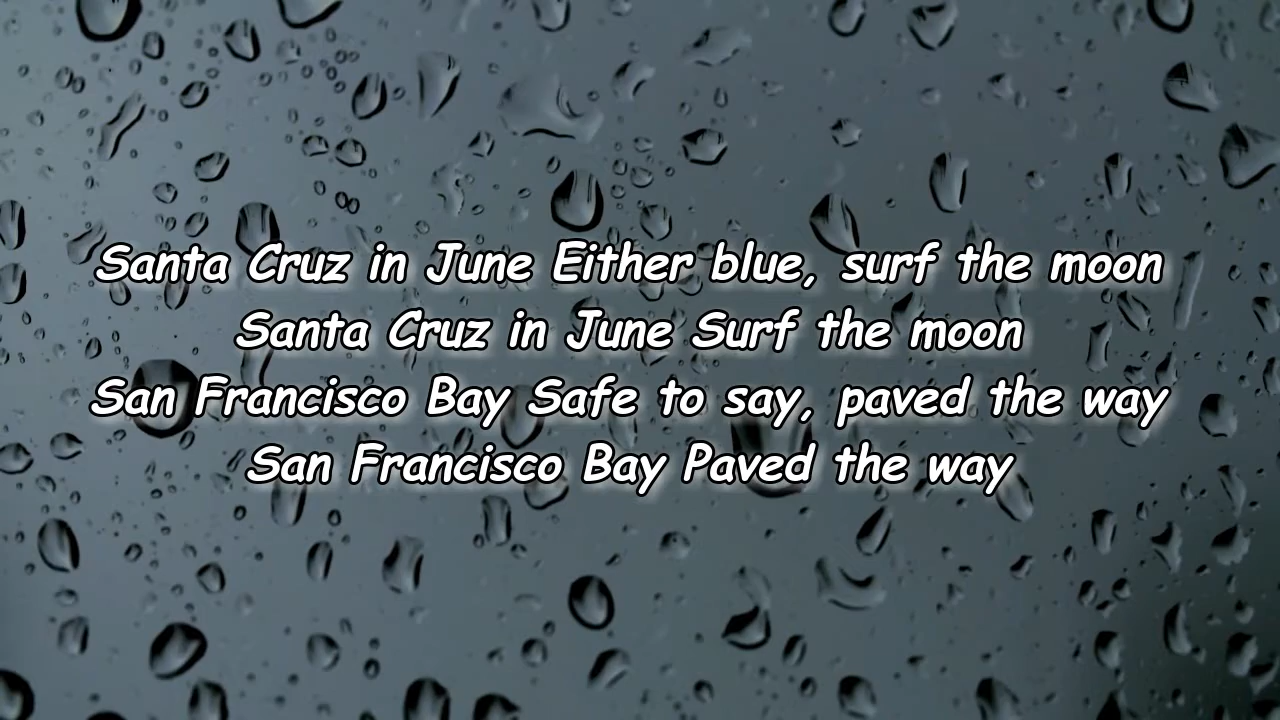 Santa Cruz in June Either blue, surf the moon
Santa Cruz in June Surf the moon
San Francisco Bay Safe to say, paved the way
San Francisco Bay Paved the way